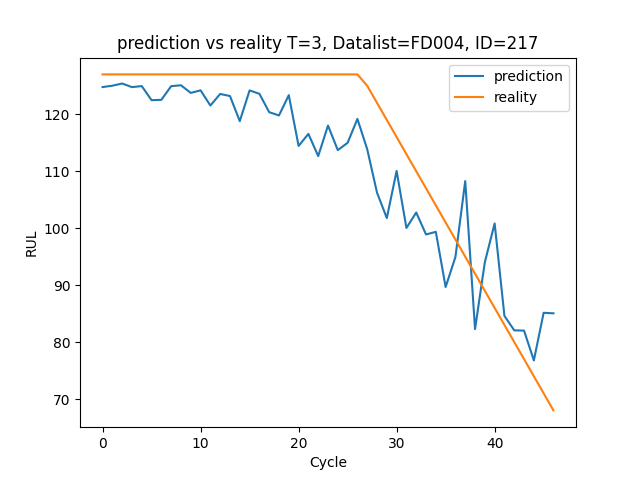 prediction vs reality T=3, Datalist=FD004, ID=217
prediction
reality
RUL
120
110
100
90
80
70
0 10 20 30 40
Cycle